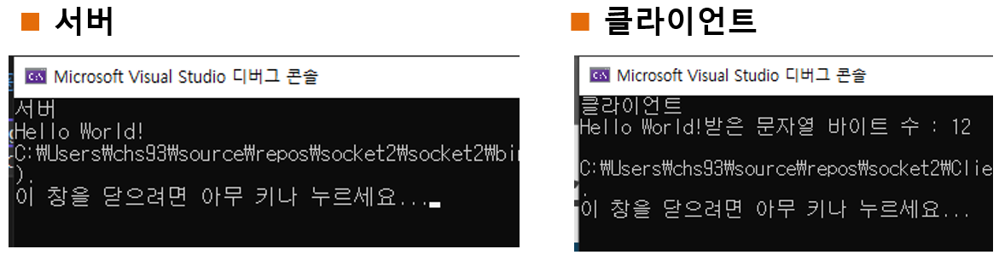 ■ 서버
Microsoft Visual Studio 디버그 콘솔
서버
Hello World!
C:₩Users₩chs93₩source₩repos₩socket2₩socket2₩bi
).
이 창을 닫으려면 아무 키나 누르세요...
■ 클라이언트
Microsoft Visual Studio 디버그 콘솔
클라이언트
Hello World!받은 문자열 바이트 수 : 12
C:₩Users₩chs93₩source₩repos₩socket2₩Clie
.
이 창을 닫으려면 아무 키나 누르세요...